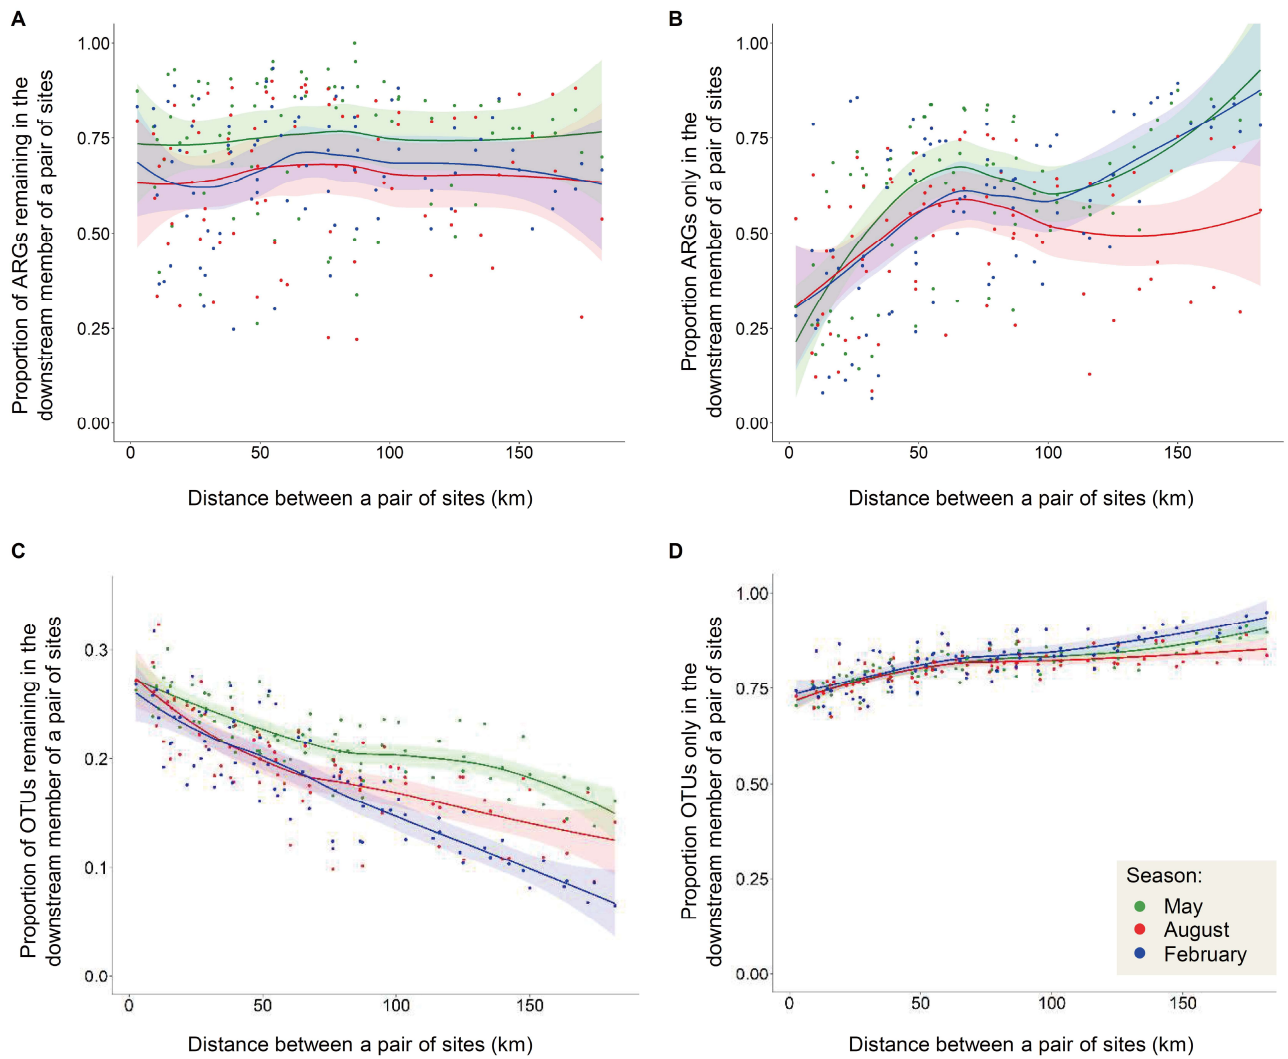 A
Proportion of ARGs remaining in the
downstream member of a pair of sites
1.00
0.75
0.50
0.25
0.00
0 50 100 150
Distance between a pair of sites (km)
B
Proportion ARGs only in the
downstream member of a pair of sites
1.00
0.75
0.50
0.25
0.00
0 50 100 150
Distance between a pair of sites (km)
C
Proportion of OTUs remaining in the
downstream member of a pair of sites
0.3
0.2
0.1
0.0
0 50 100 150
Distance between a pair of sites (km)
D
Proportion OTUs only in the
downstream member of a pair of sites
1.00
0.75
0.50
0.25
0.00
0 50 100 150
Distance between a pair of sites (km)
Season:
May
August
February